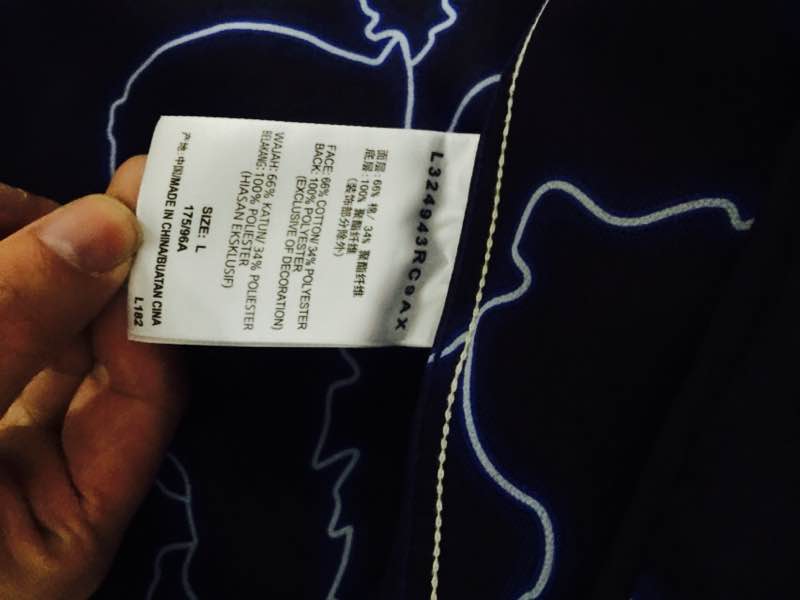 L324943RC9AX
面层: 66% 棉/ 34% 聚酯纤维
底层: 100% 聚酯纤维
(装饰部分除外)
FACE: 66% COTTON/ 34% POLYESTER
BACK: 100% POLYESTER
(EXCLUSIVE OF DECORATION)
WAJAH: 66% KATUN/ 34% POLIESTER
BELAKANG: 100% POLIESTER
(HIASAN EKSKLUSIF)
SIZE: L
175/96A
产地: 中国/MADE IN CHINA/BUATAN CINA
L182